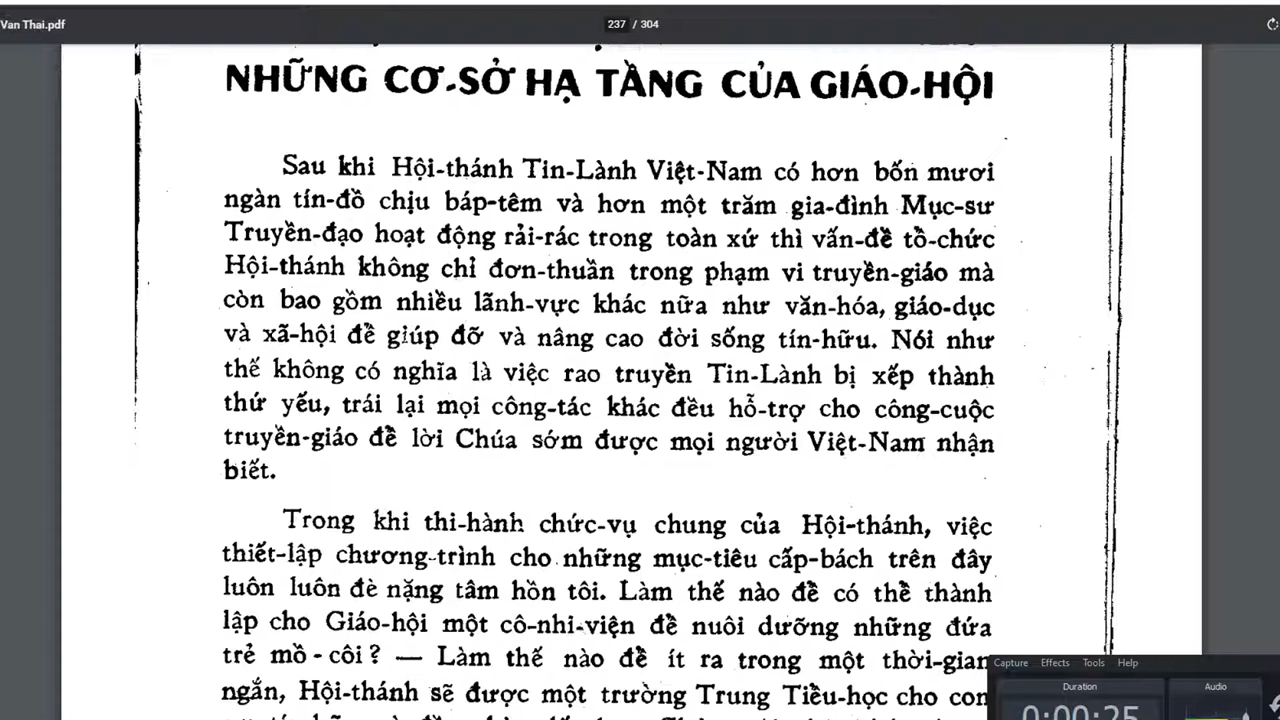 Van Thai.pdf
237 / 304
NHỮNG CƠ-SỞ HẠ TẦNG CỦA GIÁO-HỘI
Sau khi Hội-thánh Tin-Lành Việt-Nam có hơn bốn mươi
ngàn tín-đồ chịu báp-têm và hơn một trăm gia-đình Mục-sư
Truyền-đạo hoạt động rải-rác trong toàn xứ thì vấn-đề tổ-chức
Hội-thánh không chỉ đơn-thuần trong phạm vi truyền-giáo mà
còn bao gồm nhiều lãnh-vực khác nữa như văn-hóa, giáo-dục
và xã-hội để giúp đỡ và nâng cao đời sống tín-hữu. Nói như
thế không có nghĩa là việc rao truyền Tin-Lành bị xếp thành
thứ yếu, trái lại mọi công-tác khác đều hỗ-trợ cho công-cuộc
truyền-giáo để lời Chúa sớm được mọi người Việt-Nam nhận
biết.
Trong khi thi-hành chức-vụ chung của Hội-thánh, việc
thiết-lập chương-trình cho những mục-tiêu cấp-bách trên đây
luôn luôn đè nặng tâm hồn tôi. Làm thế nào để có thể thành
lập cho Giáo-hội một cô-nhi-viện để nuôi dưỡng những đứa
trẻ mồ-côi? — Làm thế nào để ít ra trong một thời-gian
ngắn, Hội-thánh sẽ được một trường Trung Tiểu-học cho con
Capture Effects Tools Help
Duration
Audio
0:00:25